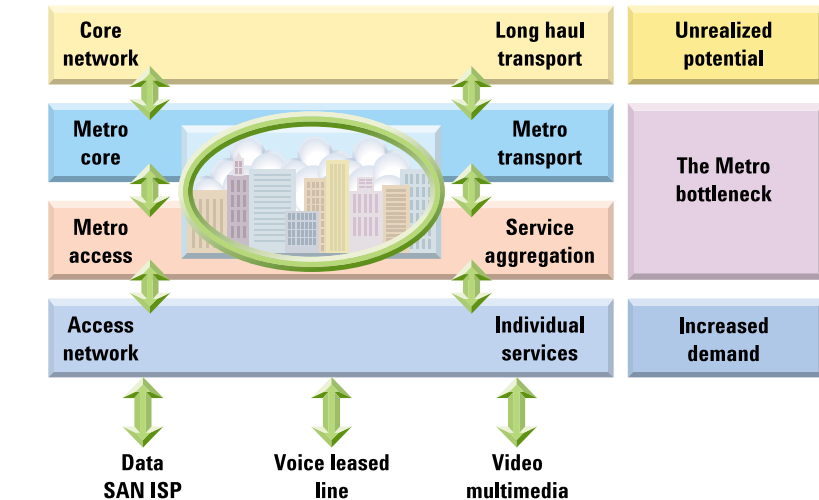 Core
network
Long haul
transport
Unrealized
potential
Metro
core
Metro
transport
The Metro
bottleneck
Metro
access
Service
aggregation
Access
network
Individual
services
Increased
demand
Data
SAN ISP
Voice leased
line
Video
multimedia